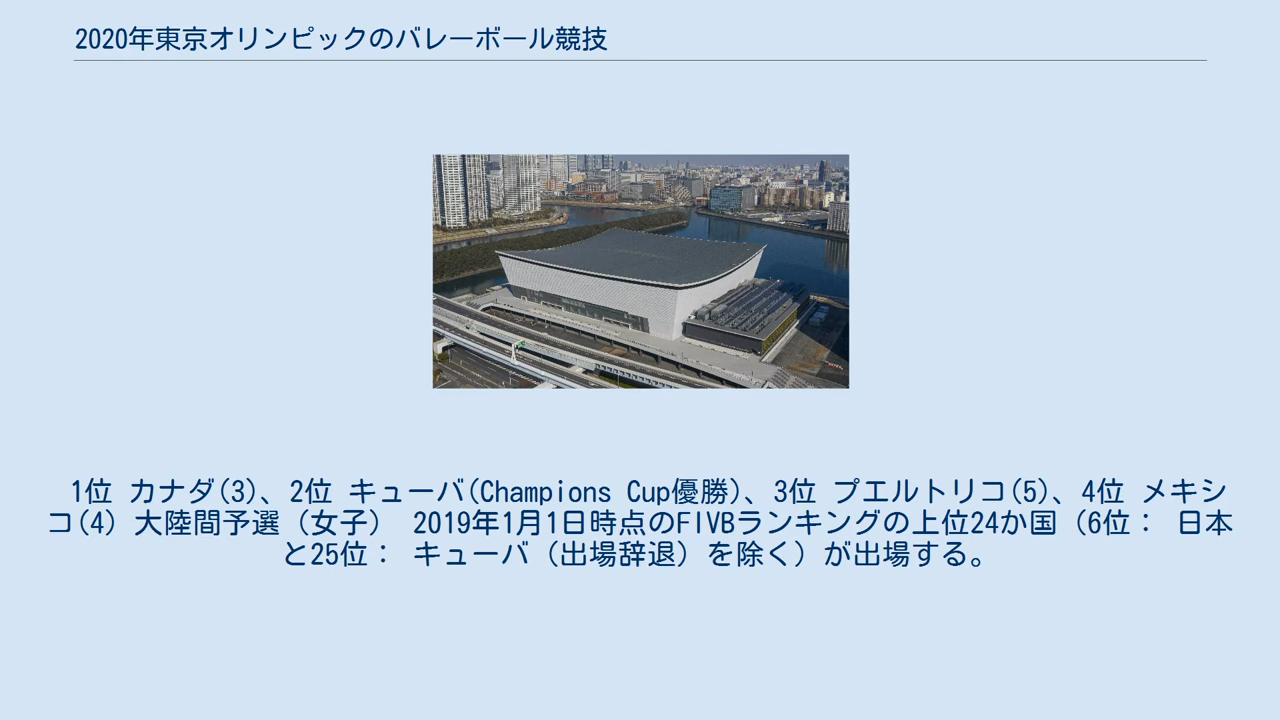 2020年東京オリンピックのバレーボール競技
1位 カナダ(3)、2位 キューバ(Champions Cup優勝)、3位 プエルトリコ(5)、4位 メキシ
コ(4) 大陸間予選（女子） 2019年1月1日時点のFIVBランキングの上位24か国（6位： 日本
と25位： キューバ（出場辞退）を除く）が出場する。